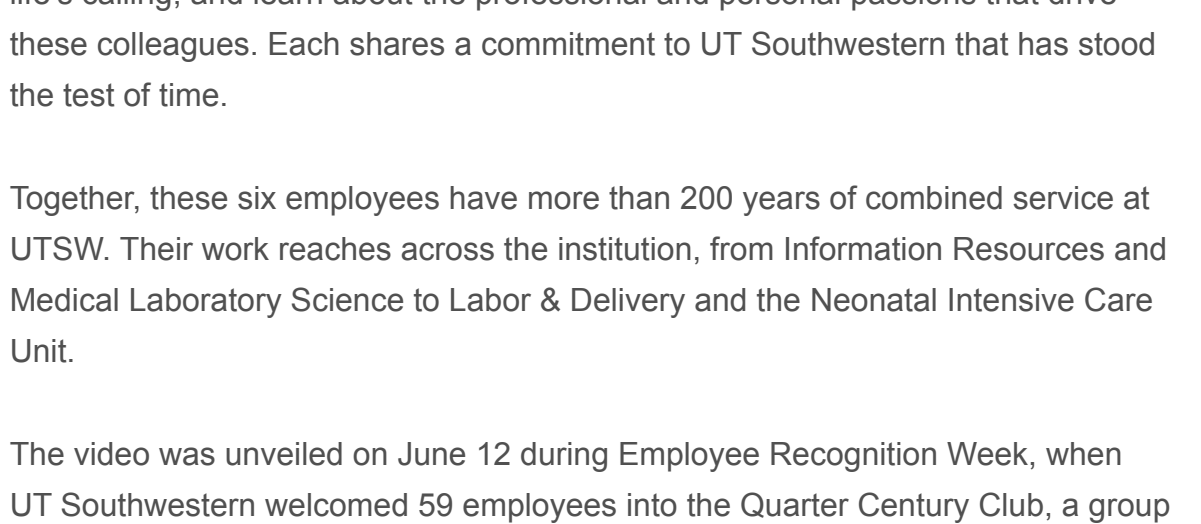 life's calling, and learn about the professional and personal passions that drive
these colleagues. Each shares a commitment to UT Southwestern that has stood
the test of time.
Together, these six employees have more than 200 years of combined service at
UTSW. Their work reaches across the institution, from Information Resources and
Medical Laboratory Science to Labor & Delivery and the Neonatal Intensive Care
Unit.
The video was unveiled on June 12 during Employee Recognition Week, when
UT Southwestern welcomed 59 employees into the Quarter Century Club, a group